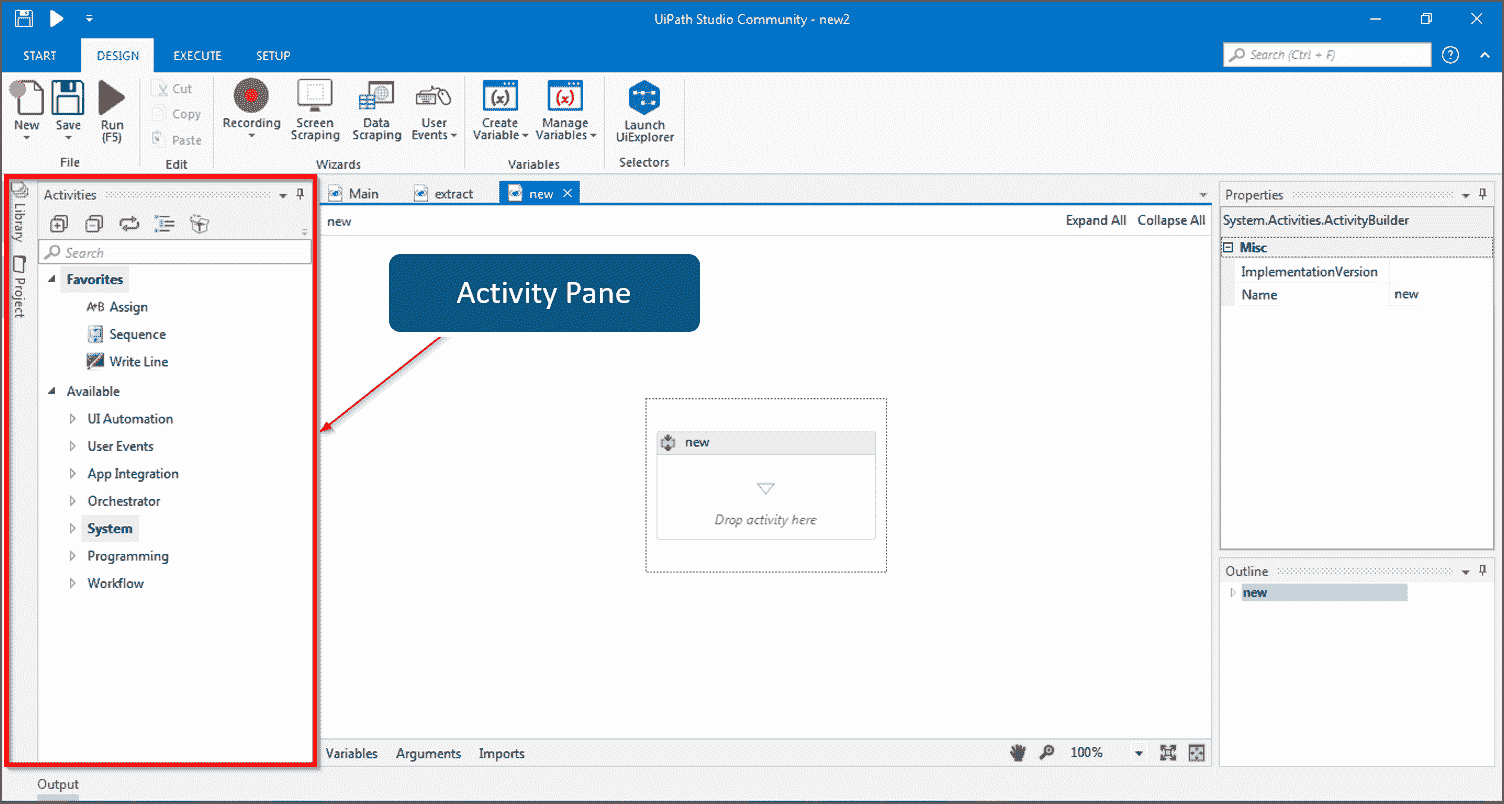 UiPath Studio Community - new2
START DESIGN EXECUTE SETUP
Search (Ctrl + F)
New
Save
Run
(F5)
File
Cut
Copy
Paste
Edit
Recording
Screen
Scraping
Data
Scraping
User
Events
Wizards
Create
Variable
Manage
Variables
Variables
Launch
UiExplorer
Selectors
Library
Project
Activities
Search
Favorites
A+B Assign
Sequence
Write Line
Available
UI Automation
User Events
App Integration
Orchestrator
System
Programming
Workflow
Main extract new
new Expand All Collapse All
Activity Pane
new
Drop activity here
Variables Arguments Imports 100%
Properties
System.Activities.ActivityBuilder
Misc
ImplementationVersion
Name new
Outline
new
Output